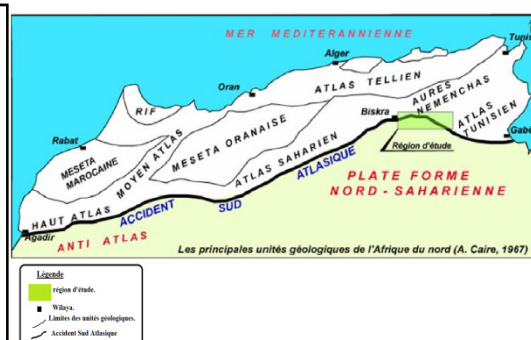 MER MEDITERANNIENNE
Tunis
Alger
ATLAS TELLIEN
Oran
RIF
AURES
NEMENCHAS
Biskra
ATLAS
TUNISIEN
Rabat
MESETA ORANAISE
Gabé
MESETA
MAROCAINE
MOYEN ATLAS
ATLAS SAHARIEN
Région d'étude
HAUT ATLAS
ACCIDENT SUD ATLASIQUE
PLATE FORME
NORD - SAHARIENNE
Agadir
ANTI ATLAS
Les principales unités géologiques de l'Afrique du nord (A. Caire, 1967)
Légende
région d'étude.
Wilaya.
Limites des unités géologiques.
Accident Sud Atlasique